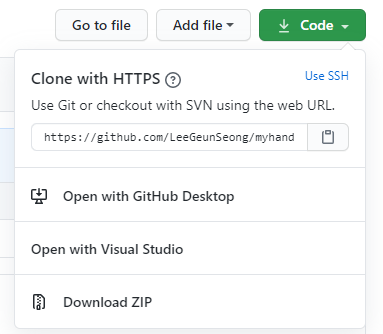 Go to file Add file Code
Clone with HTTPS Use SSH
Use Git or checkout with SVN using the web URL.
https://github.com/LeeGeunSeong/myhand
Open with GitHub Desktop
Open with Visual Studio
Download ZIP